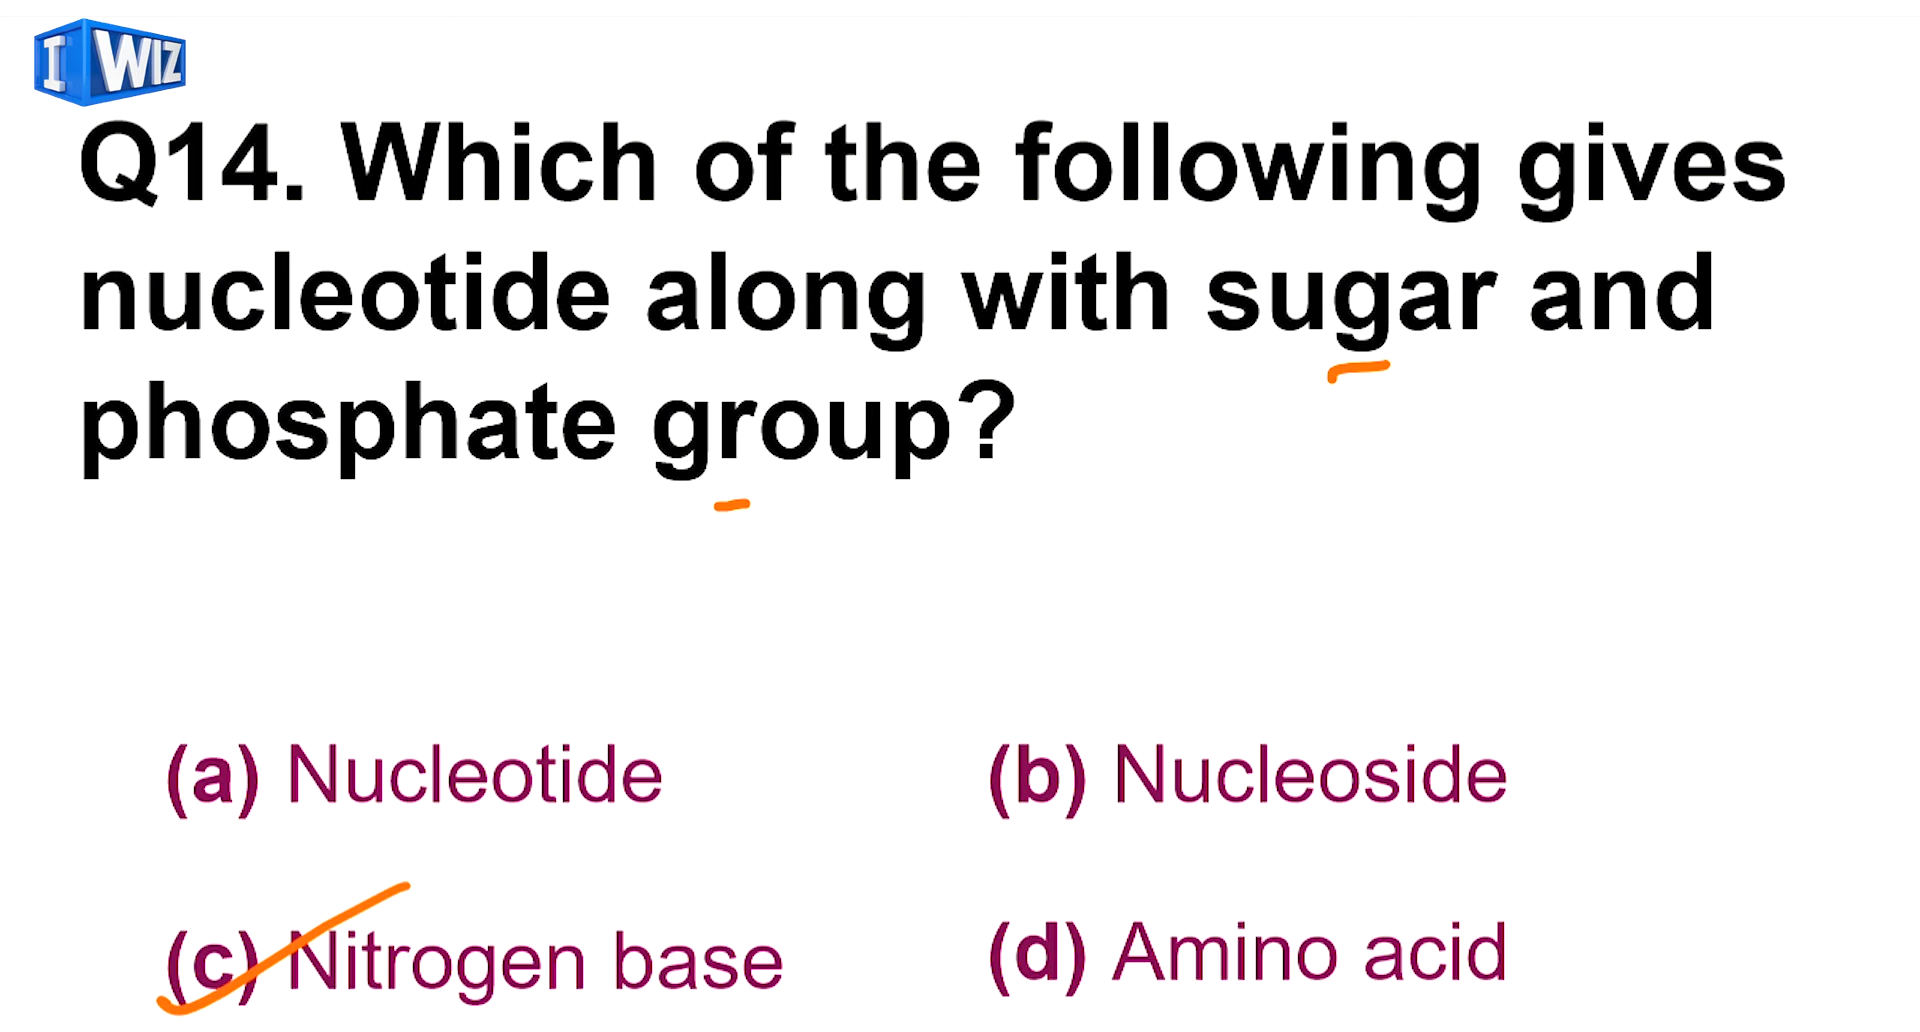 I WIZ
Q14. Which of the following gives
nucleotide along with sugar and
phosphate group?
(a) Nucleotide
(b) Nucleoside
(c) Nitrogen base
(d) Amino acid